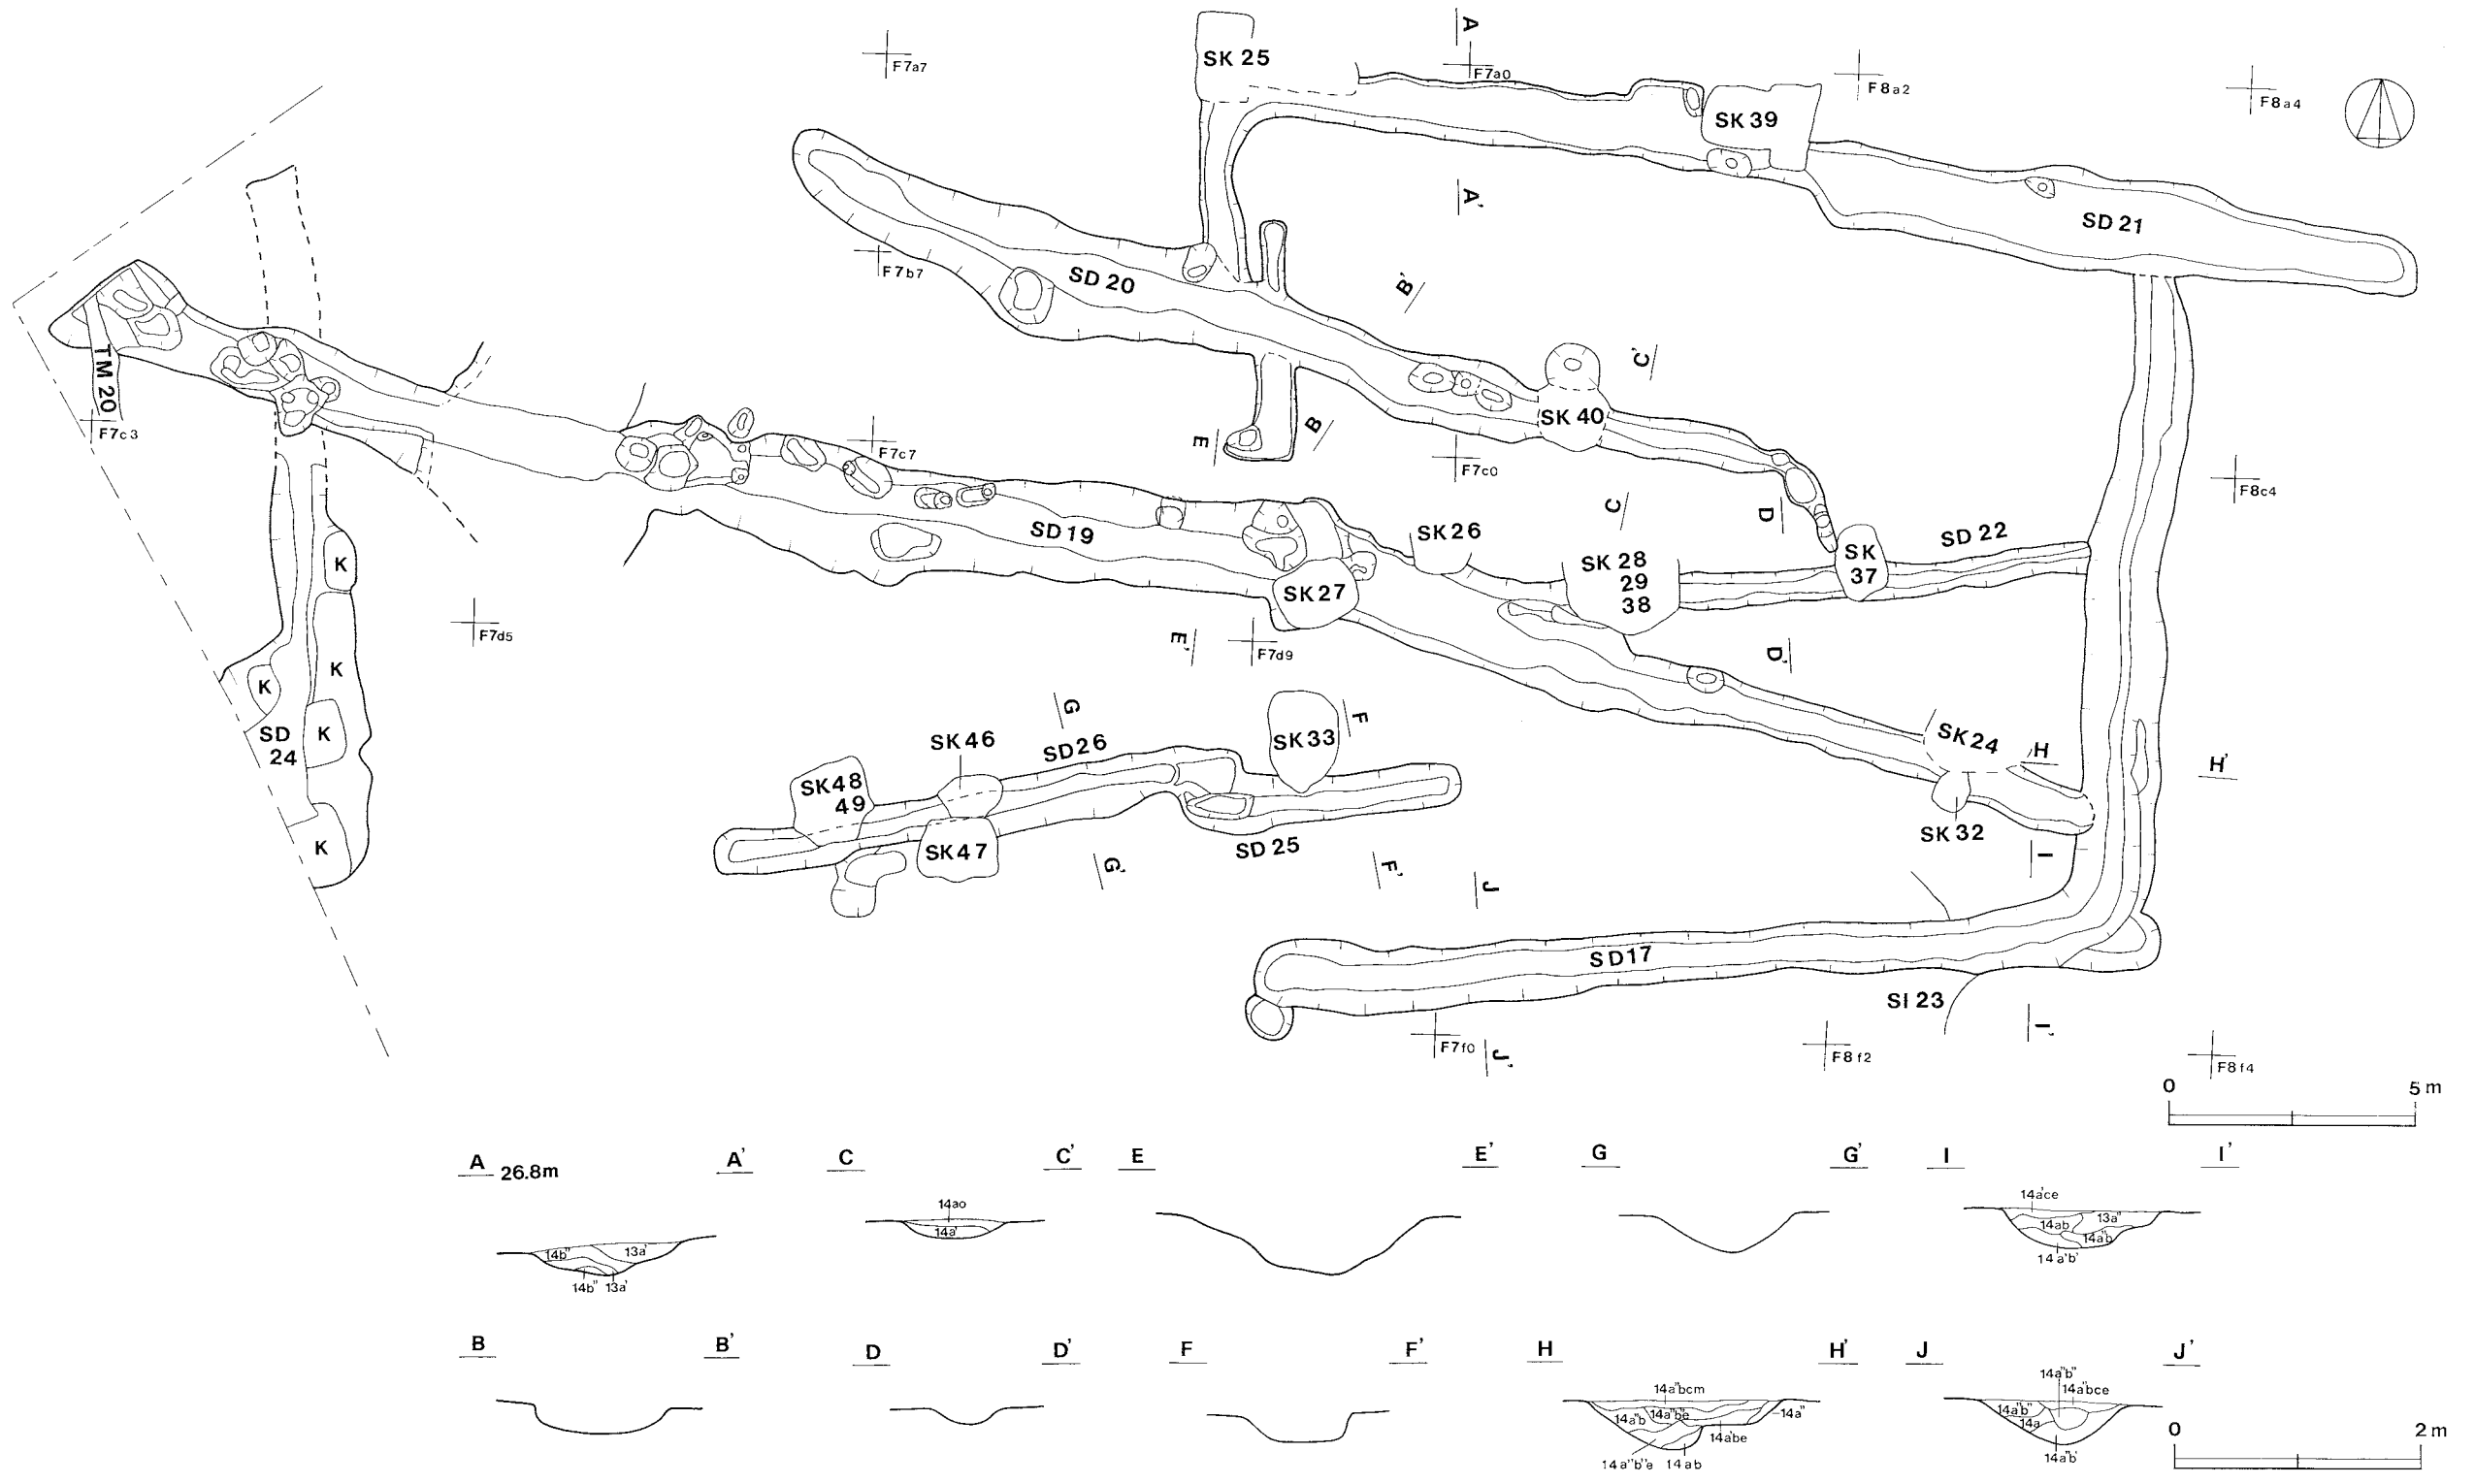 A
SK 25
F7a7
F7a0
F8a2
F8a4
SK 39
A'
SD 21
F7b7
SD 20
B'
C'
TM 20
F7c3
SK 40
E
B
F7c7
F7c0
F8c4
C
D
SD 19
SK 26
SD 22
SK 28
29
38
SK
37
K
SK 27
F7d5
E'
F7d9
D'
K
K
G
F
SD
24
K
SK 46
SD 26
SK 33
SK 24
H
H'
SK 48
49
K
SK 47
SD 25
SK 32
G'
F'
J
I
SD 17
SI 23
F7f0
J'
F8f2
I'
F8f4
0 5 m
A 26.8m A' C C' E E' G G' I I'
14ao
14a'
14b" 13a'
14b" 13a'
14a'ce
14ab 13a"
14a'b
14a'b'
B B' D D' F F' H H' J J'
14a"bcm
14a"b 14a"be 14a"
14a'be
14a"b"e 14ab
14a"b"
14a'bce
14a'b"
14a
14a'b'
0 2 m